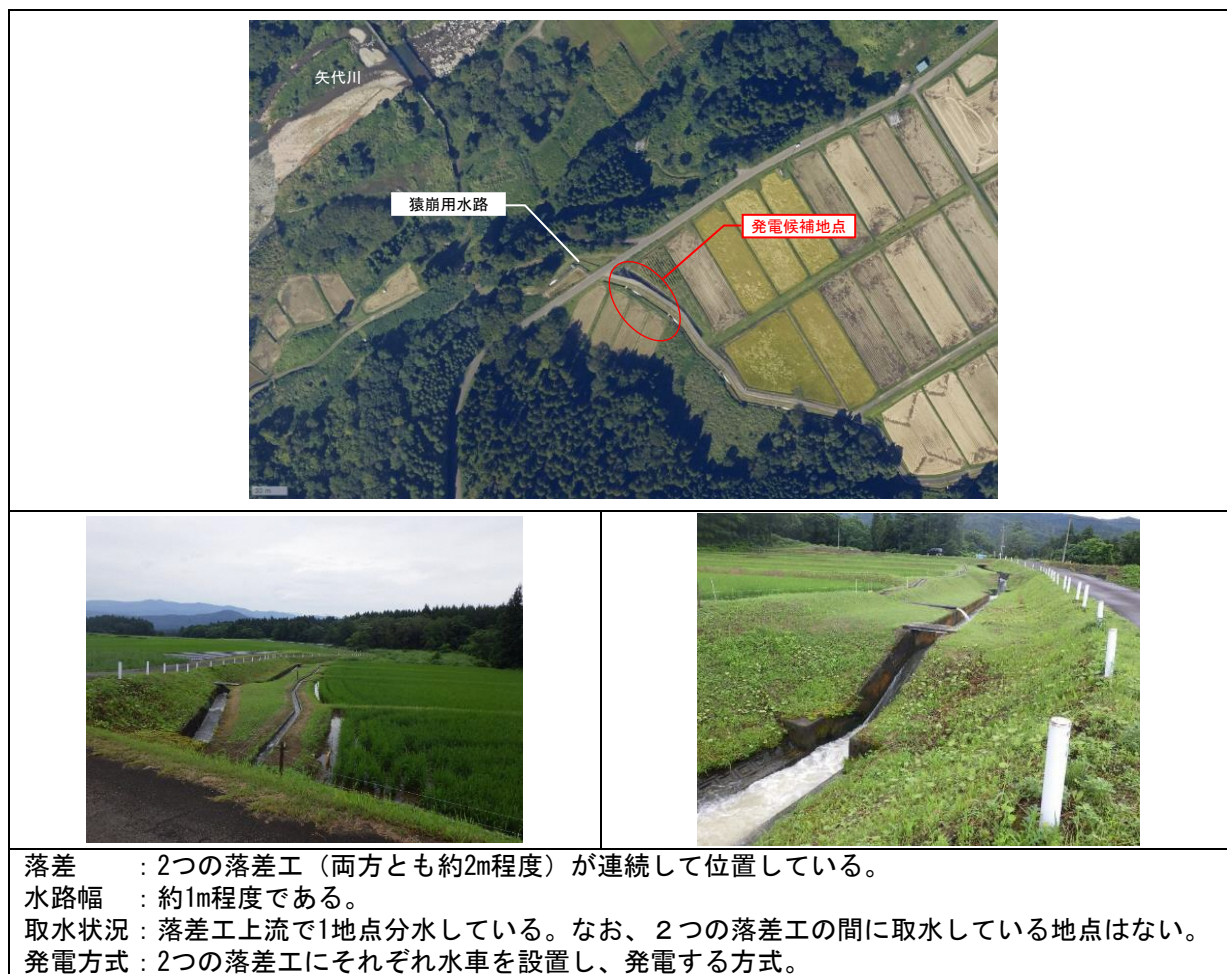 矢代川
猿崩用水路
発電候補地点
落差　　：2つの落差工（両方とも約2m程度）が連続して位置している。
水路幅　：約1m程度である。
取水状況：落差工上流で1地点分水している。なお、２つの落差工の間に取水している地点はない。
発電方式：2つの落差工にそれぞれ水車を設置し、発電する方式。